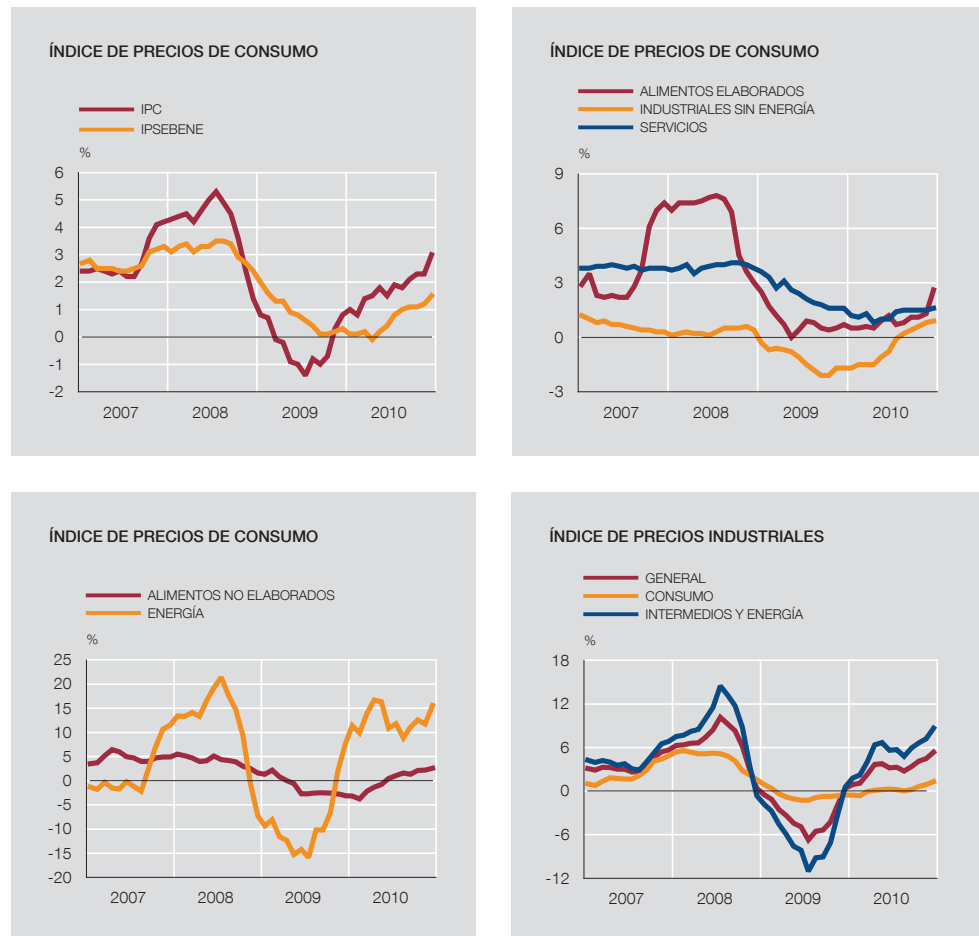 ÍNDICE DE PRECIOS DE CONSUMO
IPC
IPSEBENE
%
6
5
4
3
2
1
0
-1
-2
2007 2008 2009 2010
ÍNDICE DE PRECIOS DE CONSUMO
ALIMENTOS ELABORADOS
INDUSTRIALES SIN ENERGÍA
SERVICIOS
%
9
6
3
0
-3
2007 2008 2009 2010
ÍNDICE DE PRECIOS DE CONSUMO
ALIMENTOS NO ELABORADOS
ENERGÍA
%
25
20
15
10
5
0
-5
-10
-15
-20
2007 2008 2009 2010
ÍNDICE DE PRECIOS INDUSTRIALES
GENERAL
CONSUMO
INTERMEDIOS Y ENERGÍA
%
18
12
6
0
-6
-12
2007 2008 2009 2010